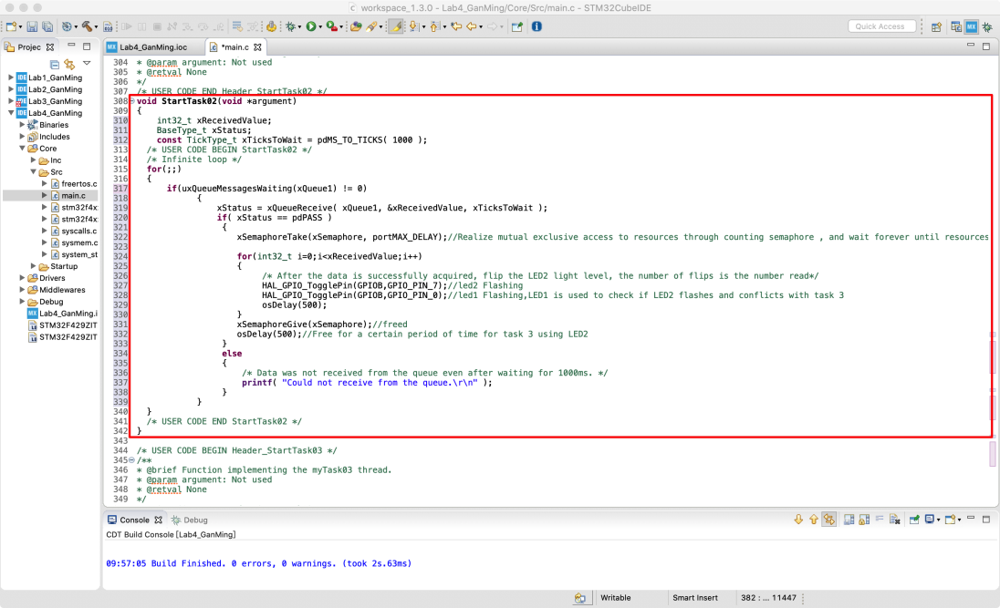 workspace_1.3.0 - Lab4_GanMing/Core/Src/main.c - STM32CubeIDE
Quick Access
Projec
Lab4_GanMing.ioc
*main.c
Lab1_GanMing
Lab2_GanMing
Lab3_GanMing
Lab4_GanMing
Binaries
Includes
Core
Inc
Src
freertos.c
main.c
stm32f4x
stm32f4x
syscalls.c
sysmem.c
system_st
Startup
Drivers
Middlewares
Debug
Lab4_GanMing.i
STM32F429ZIT
STM32F429ZIT
304 * @param argument: Not used
305 * @retval None
306 */
307 /* USER CODE END Header_StartTask02 */
308 void StartTask02(void *argument)
309 {
310 int32_t xReceivedValue;
311 BaseType_t xStatus;
312 const TickType_t xTicksToWait = pdMS_TO_TICKS( 1000 );
313 /* USER CODE BEGIN StartTask02 */
314 /* Infinite loop */
315 for(;;)
316 {
317 if(uxQueueMessagesWaiting(xQueue1) != 0)
318 {
319 xStatus = xQueueReceive( xQueue1, &xReceivedValue, xTicksToWait );
320 if( xStatus == pdPASS )
321 {
322 xSemaphoreTake(xSemaphore, portMAX_DELAY);//Realize mutual exclusive access to resources through counting semaphore , and wait forever until resources
323
324 for(int32_t i=0;i<xReceivedValue;i++)
325 {
326 /* After the data is successfully acquired, flip the LED2 light level, the number of flips is the number read*/
327 HAL_GPIO_TogglePin(GPIOB,GPIO_PIN_7);//led2 Flashing
328 HAL_GPIO_TogglePin(GPIOB,GPIO_PIN_0);//led1 Flashing,LED1 is used to check if LED2 flashes and conflicts with task 3
329 osDelay(500);
330 }
331 xSemaphoreGive(xSemaphore);//freed
332 osDelay(500);//Free for a certain period of time for task 3 using LED2
333 }
334 else
335 {
336 /* Data was not received from the queue even after waiting for 1000ms. */
337 printf( "Could not receive from the queue.\r\n" );
338 }
339 }
340 }
341 /* USER CODE END StartTask02 */
342 }
343
344 /* USER CODE BEGIN Header_StartTask03 */
345 /**
346 * @brief Function implementing the myTask03 thread.
347 * @param argument: Not used
348 * @retval None
349 */
Console
Debug
CDT Build Console [Lab4_GanMing]
09:57:05 Build Finished. 0 errors, 0 warnings. (took 2s.63ms)
Writable
Smart Insert
382 : ... 11447